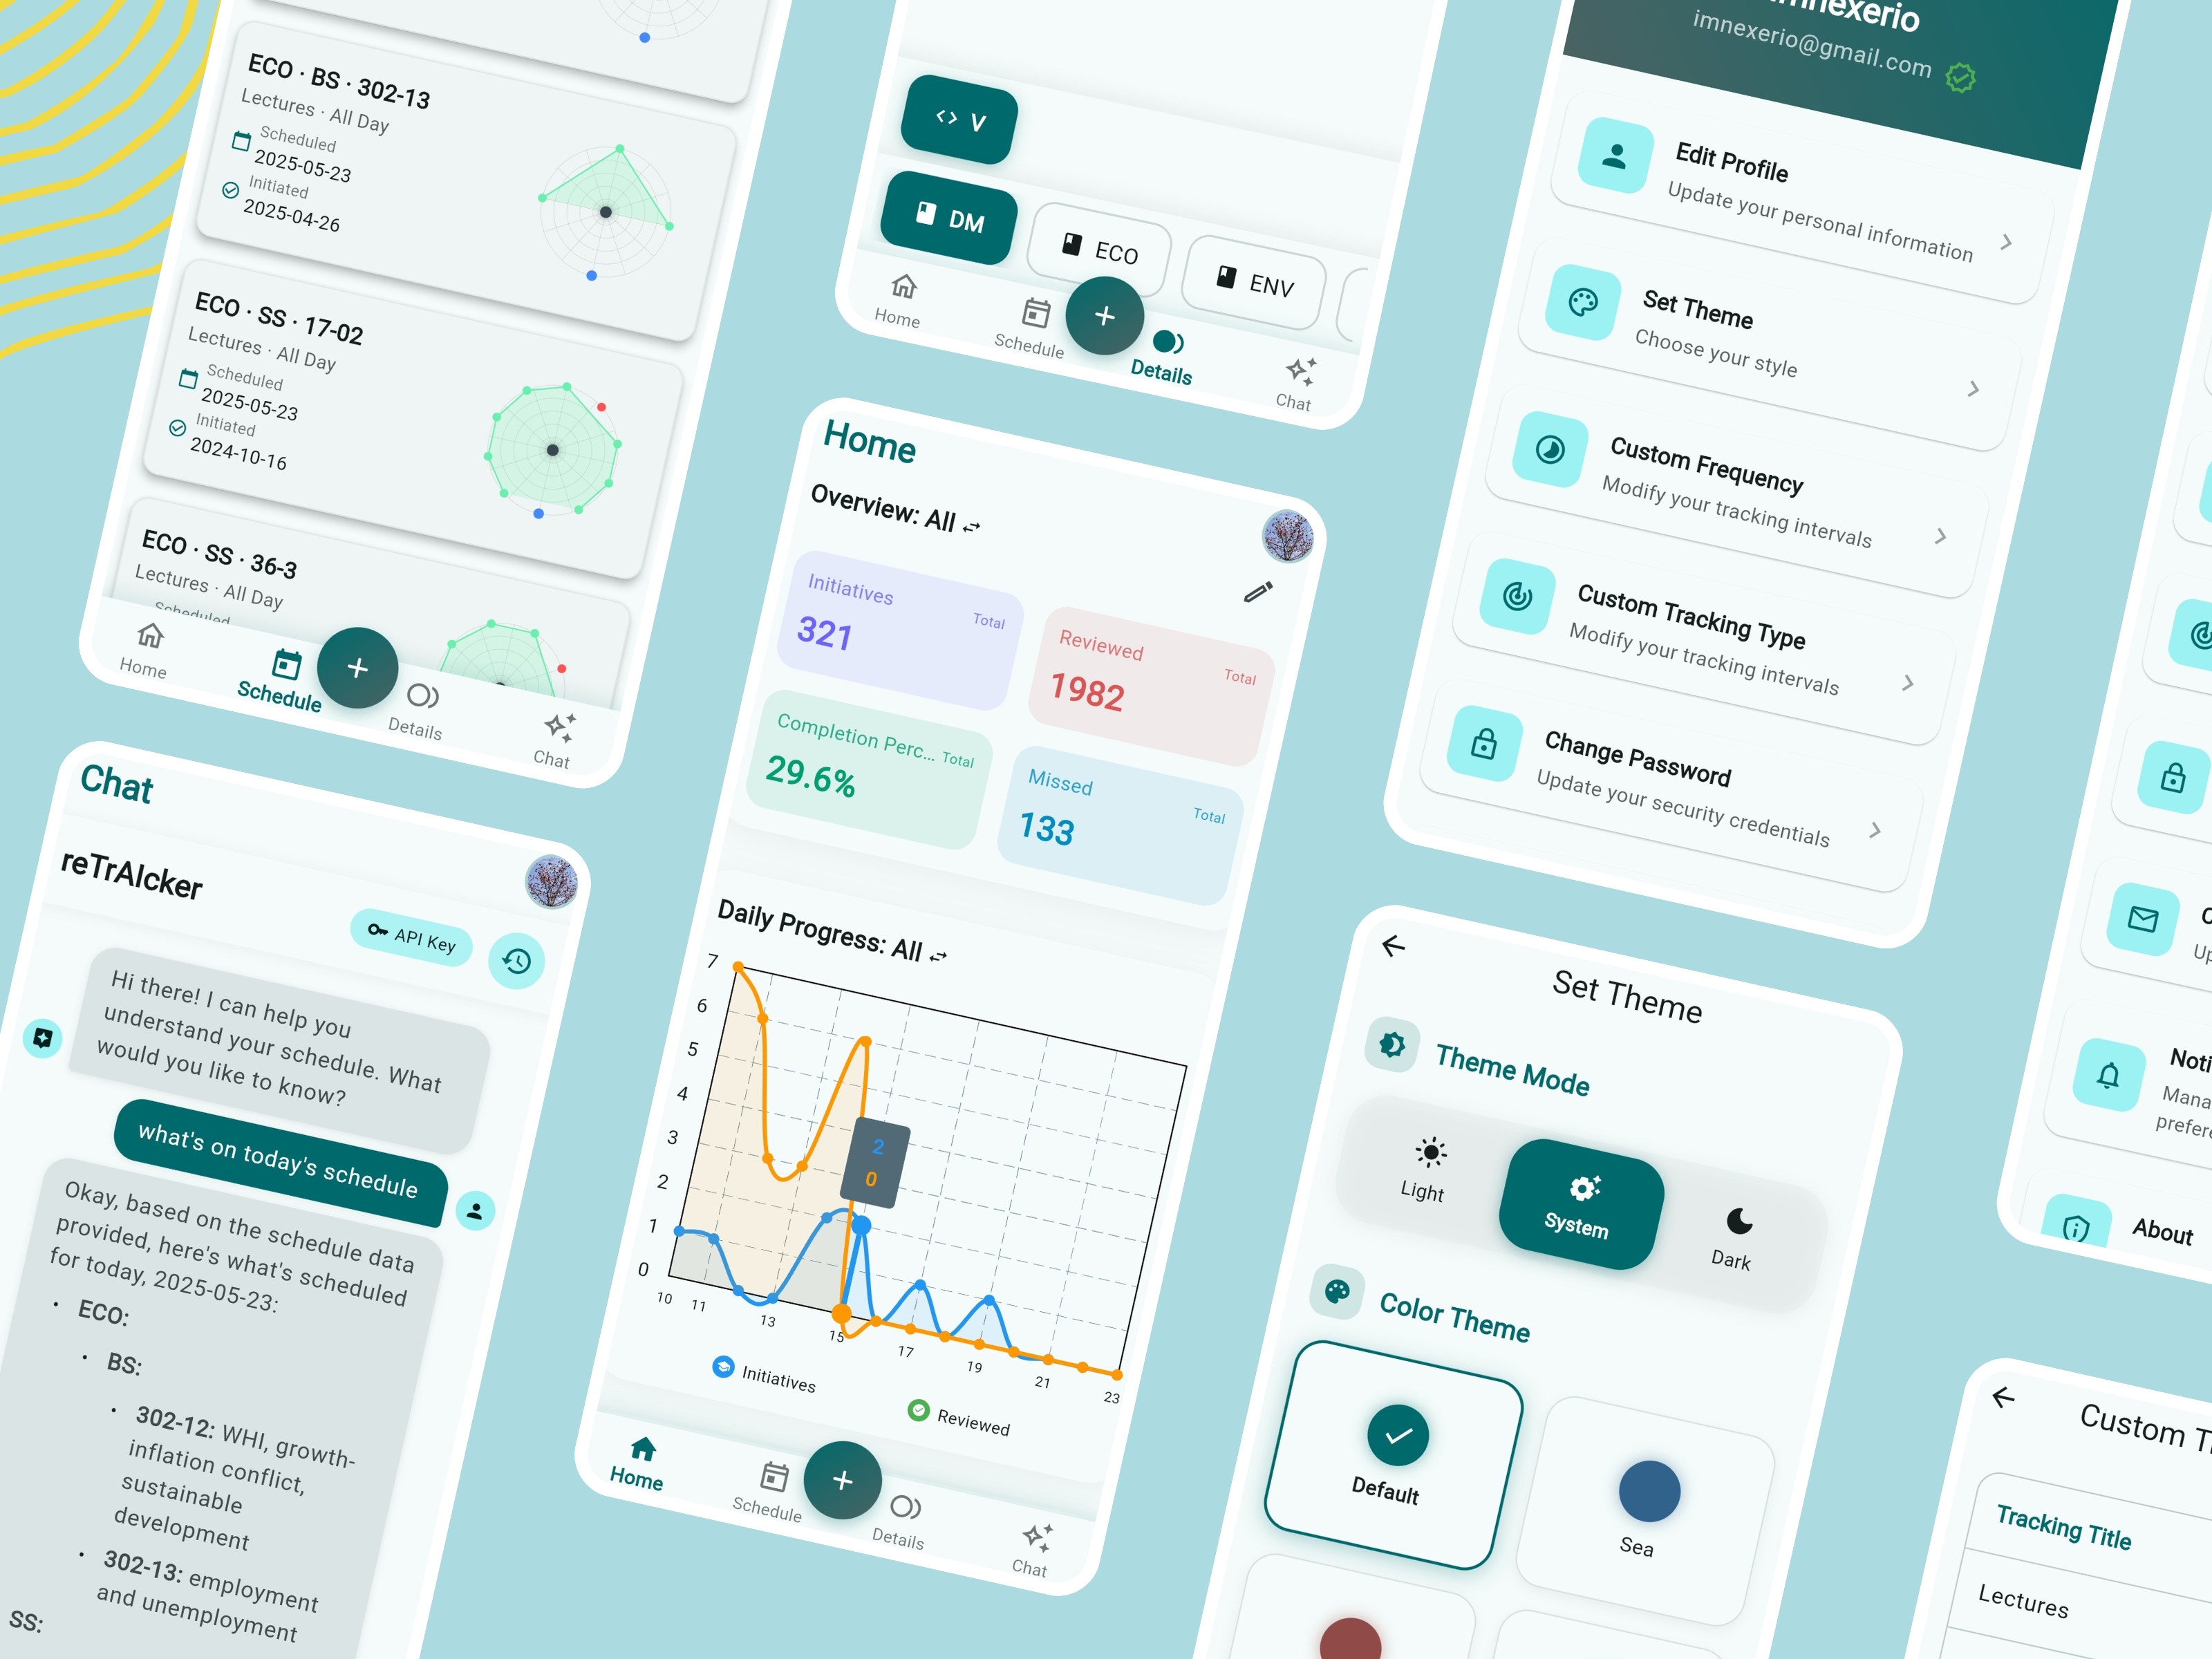 ECO · BS · 302-13
Lectures · All Day
Scheduled
2025-05-23
Initiated
2025-04-26
ECO · SS · 17-02
Lectures · All Day
Scheduled
2025-05-23
Initiated
2024-10-16
ECO · SS · 36-3
Lectures · All Day
Scheduled
Home
Schedule
Details
Chat
Chat
reTrAIcker
API Key
Hi there! I can help you
understand your schedule. What
would you like to know?
what's on today's schedule
Okay, based on the schedule data
provided, here's what's scheduled
for today, 2025-05-23:
• ECO:
• BS:
• 302-12: WHI, growth-
inflation conflict,
sustainable
development
• 302-13: employment
and unemployment
SS:
<> V
DM
ECO
ENV
Home
Schedule
Details
Chat
Home
Overview: All
Initiatives
Total
321
Reviewed
Total
1982
Completion Perc... Total
29.6%
Missed
Total
133
Daily Progress: All
7
6
5
4
3
2
1
0
2
0
10
11
13
15
17
19
21
23
Initiatives
Reviewed
Home
Schedule
Details
Chat
imnexerio
imnexerio@gmail.com
Edit Profile
Update your personal information
Set Theme
Choose your style
Custom Frequency
Modify your tracking intervals
Custom Tracking Type
Modify your tracking intervals
Change Password
Update your security credentials
Set Theme
Theme Mode
Light
System
Dark
Color Theme
Default
Sea
Noti
Mana
prefere
About
Custom T
Tracking Title
Lectures